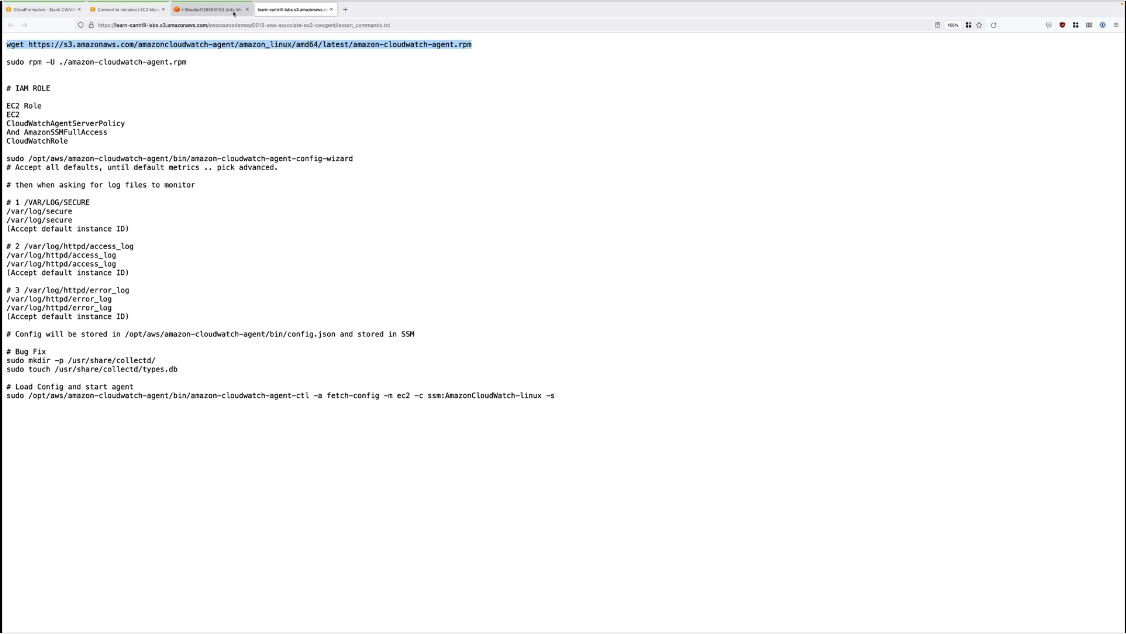 CloudFormation - Stack CWAG
Connect to instance | EC2 Man
learn-cantrill-labs.s3.amazonaws.
https://learn-cantrill-labs.s3.amazonaws.com/awscoursedemos/0013-aws-associate-ec2-cwagent/lesson_commands.txt
150%
wget https://s3.amazonaws.com/amazoncloudwatch-agent/amazon_linux/amd64/latest/amazon-cloudwatch-agent.rpm
sudo rpm -U ./amazon-cloudwatch-agent.rpm
# IAM ROLE
EC2 Role
EC2
CloudWatchAgentServerPolicy
And AmazonSSMFullAccess
CloudWatchRole
sudo /opt/aws/amazon-cloudwatch-agent/bin/amazon-cloudwatch-agent-config-wizard
# Accept all defaults, until default metrics .. pick advanced.
# then when asking for log files to monitor
# 1 /VAR/LOG/SECURE
/var/log/secure
/var/log/secure
(Accept default instance ID)
# 2 /var/log/httpd/access_log
/var/log/httpd/access_log
/var/log/httpd/access_log
(Accept default instance ID)
# 3 /var/log/httpd/error_log
/var/log/httpd/error_log
/var/log/httpd/error_log
(Accept default instance ID)
# Config will be stored in /opt/aws/amazon-cloudwatch-agent/bin/config.json and stored in SSM
# Bug Fix
sudo mkdir -p /usr/share/collectd/
sudo touch /usr/share/collectd/types.db
# Load Config and start agent
sudo /opt/aws/amazon-cloudwatch-agent/bin/amazon-cloudwatch-agent-ctl -a fetch-config -m ec2 -c ssm:AmazonCloudWatch-linux -s